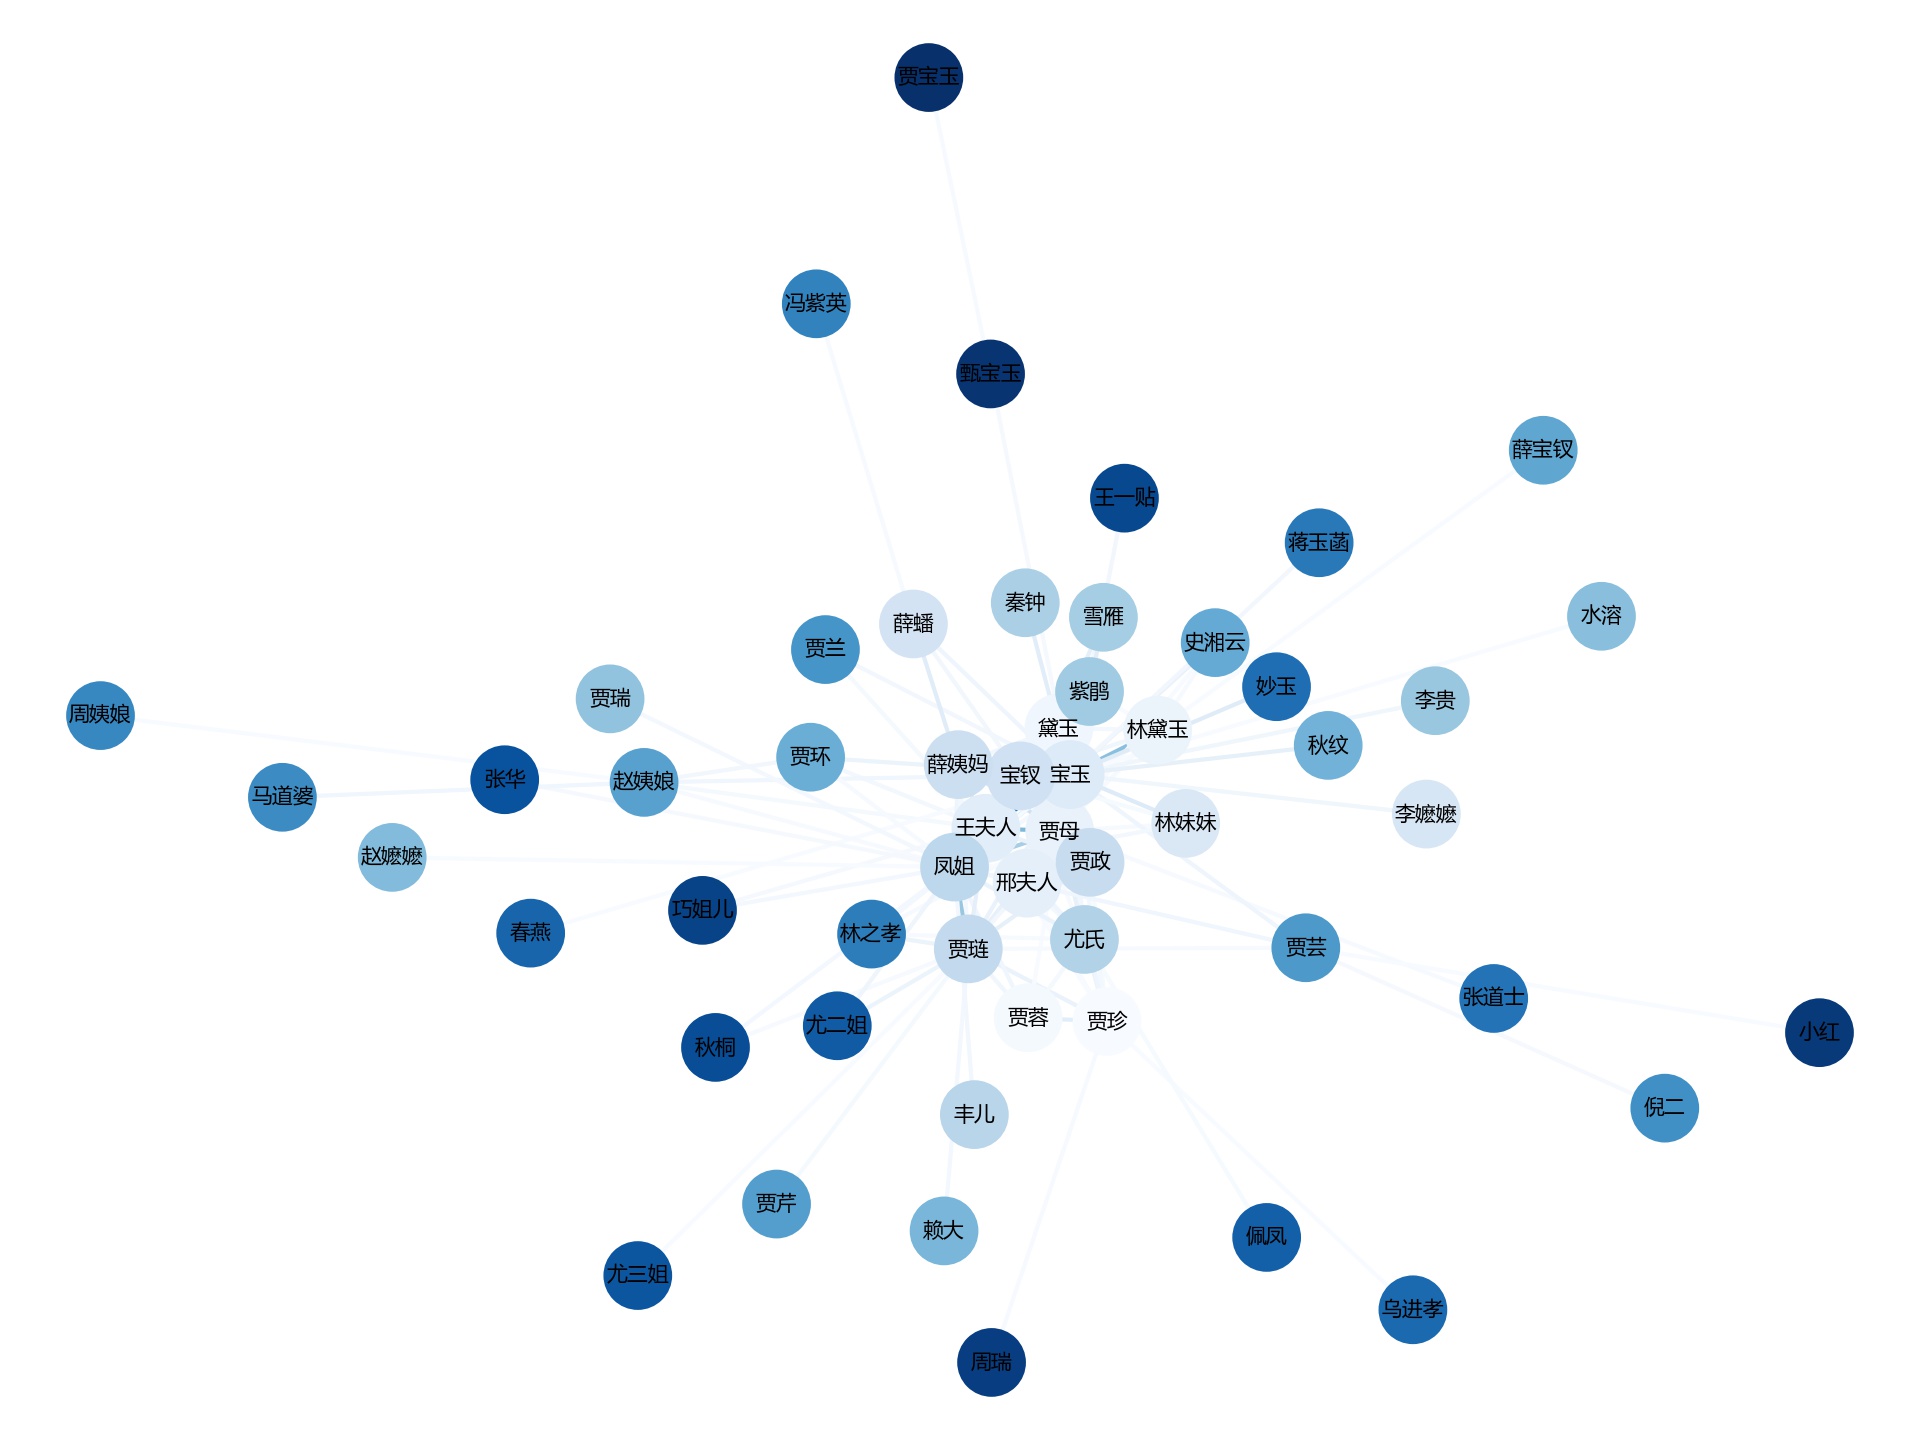 贾宝玉
冯紫英
甄宝玉
薛宝钗
王一贴
蒋玉菡
秦钟
雪雁
水溶
薛蟠
史湘云
贾兰
妙玉
紫鹃
贾瑞
李贵
周姨娘
黛玉
林黛玉
秋纹
贾环
薛姨妈
宝钗
宝玉
张华
赵姨娘
马道婆
李嬷嬷
林妹妹
王夫人
贾母
赵嬷嬷
凤姐
贾政
邢夫人
巧姐儿
春燕
林之孝
尤氏
贾琏
贾芸
张道士
尤二姐
贾蓉
贾珍
小红
秋桐
倪二
丰儿
贾芹
赖大
佩凤
尤三姐
乌进孝
周瑞